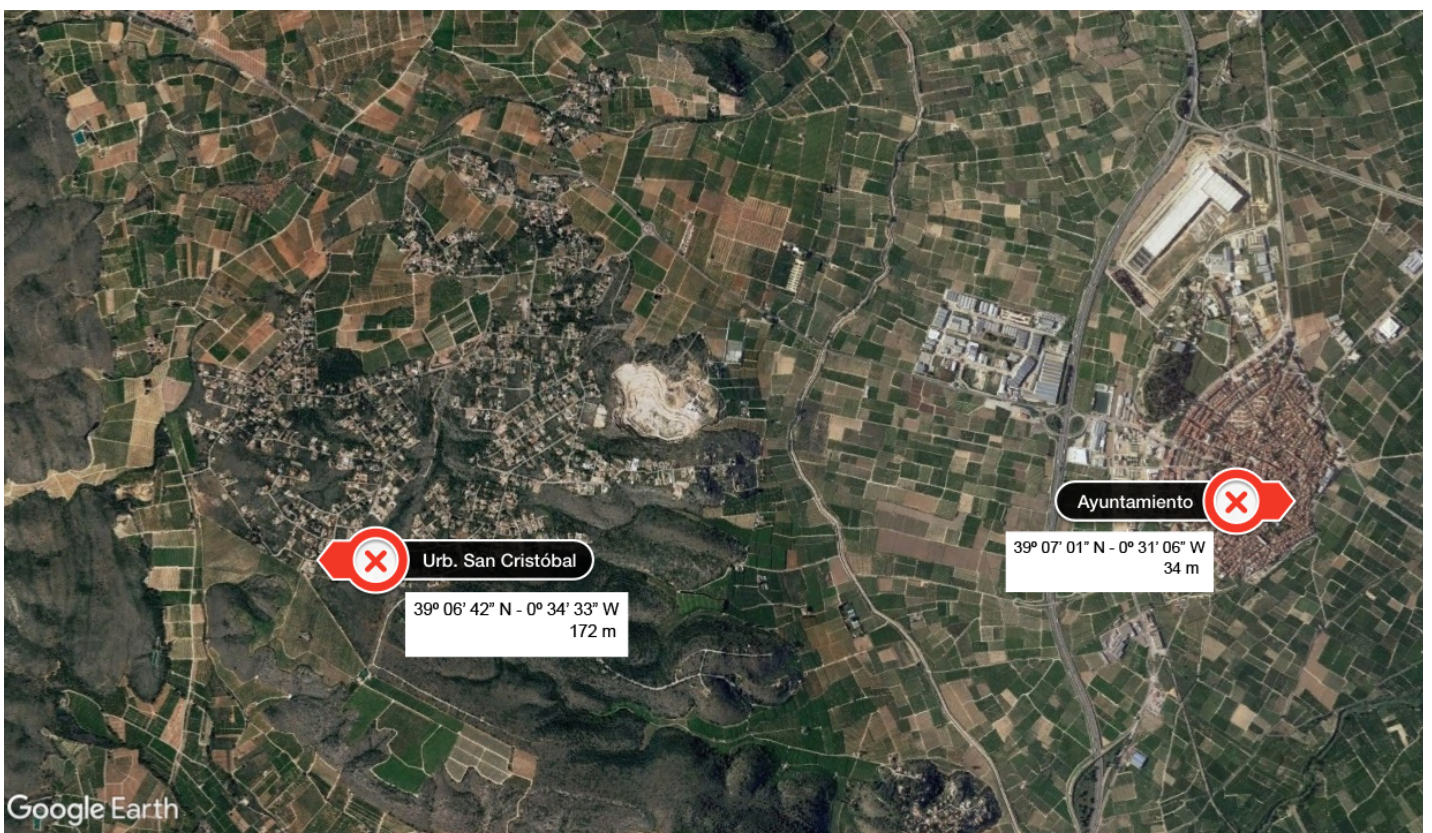 Ayuntamiento
39º 07’ 01” N - 0º 31’ 06” W
34 m
Urb. San Cristóbal
39º 06’ 42” N - 0º 34’ 33” W
172 m
Google Earth